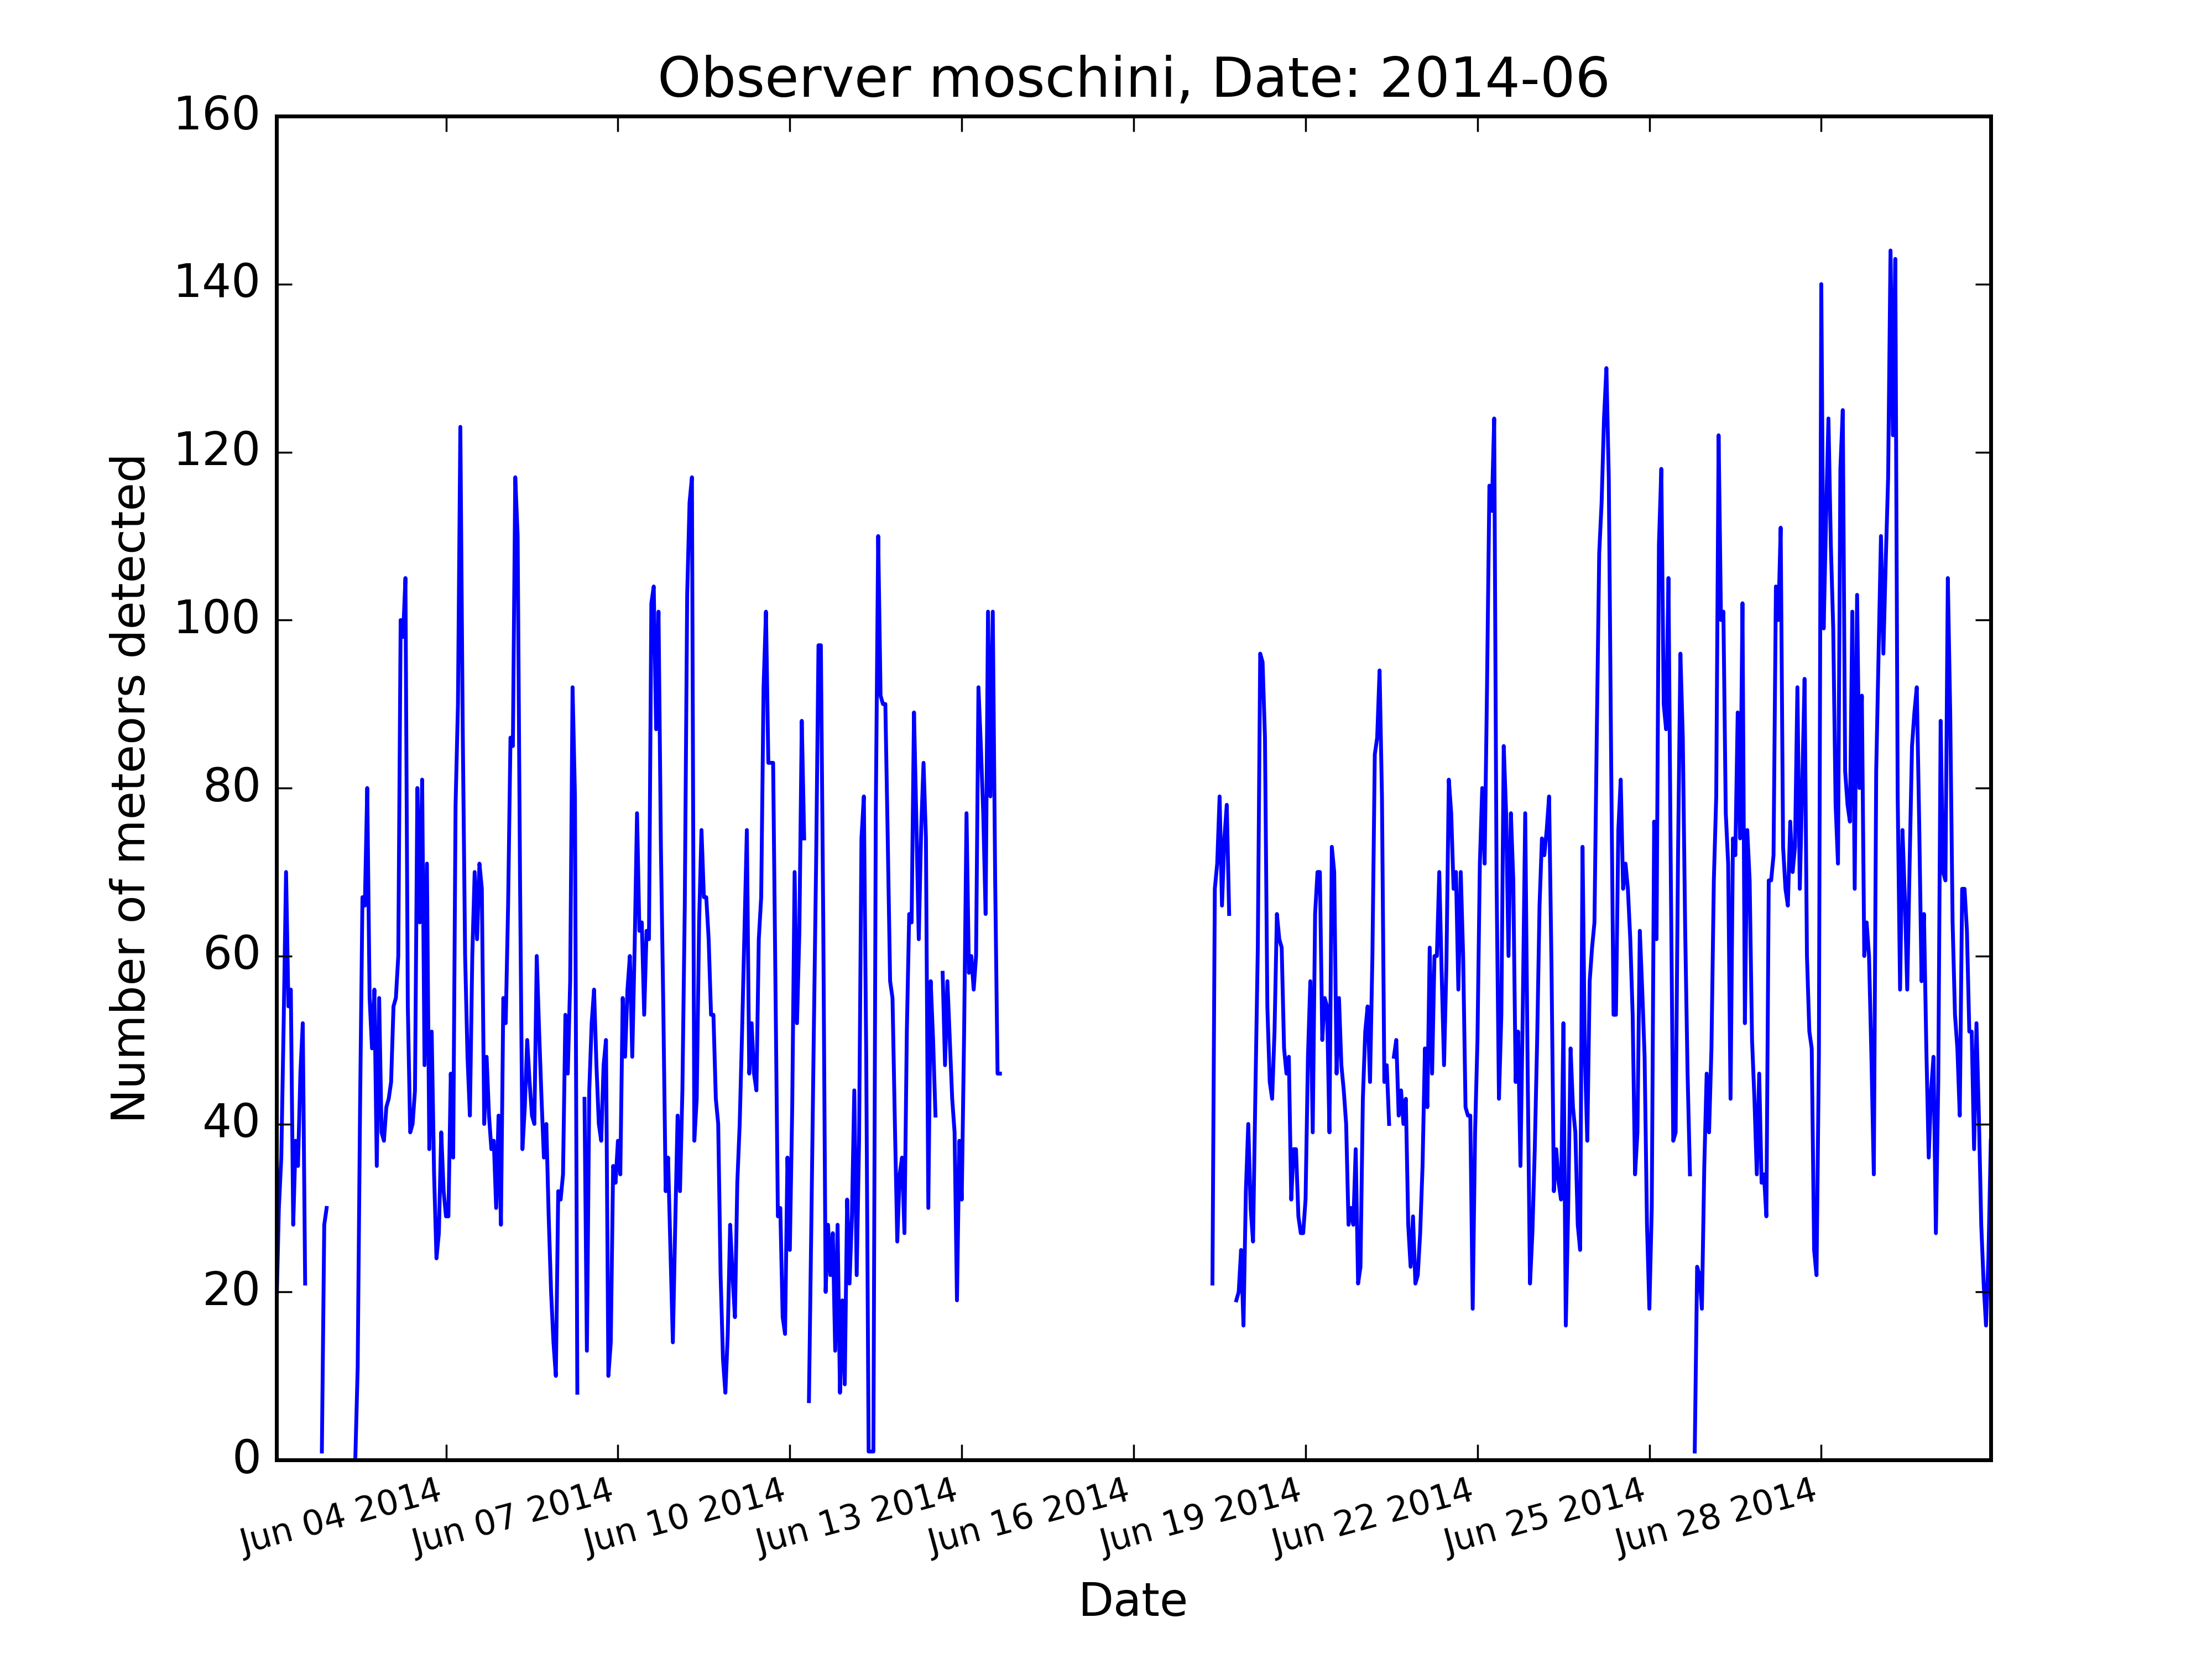 Observer moschini, Date: 2014-06
Number of meteors detected
160
140
120
100
80
60
40
20
0
Jun 04 2014
Jun 07 2014
Jun 10 2014
Jun 13 2014
Jun 16 2014
Jun 19 2014
Jun 22 2014
Jun 25 2014
Jun 28 2014
Date